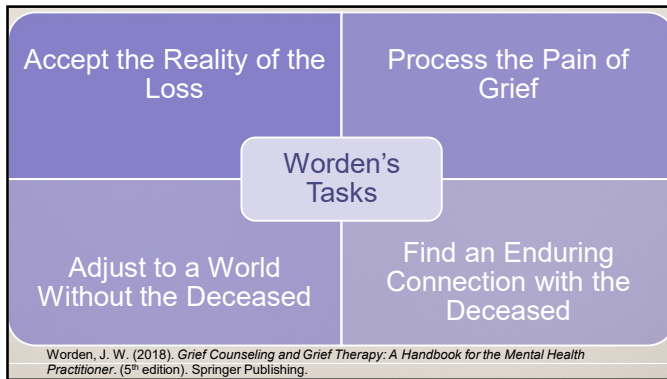 Accept the Reality of the
Loss
Process the Pain of
Grief
Worden's
Tasks
Adjust to a World
Without the Deceased
Find an Enduring
Connection with the
Deceased
Worden, J. W. (2018). Grief Counseling and Grief Therapy: A Handbook for the Mental Health
Practitioner. (5th edition). Springer Publishing.